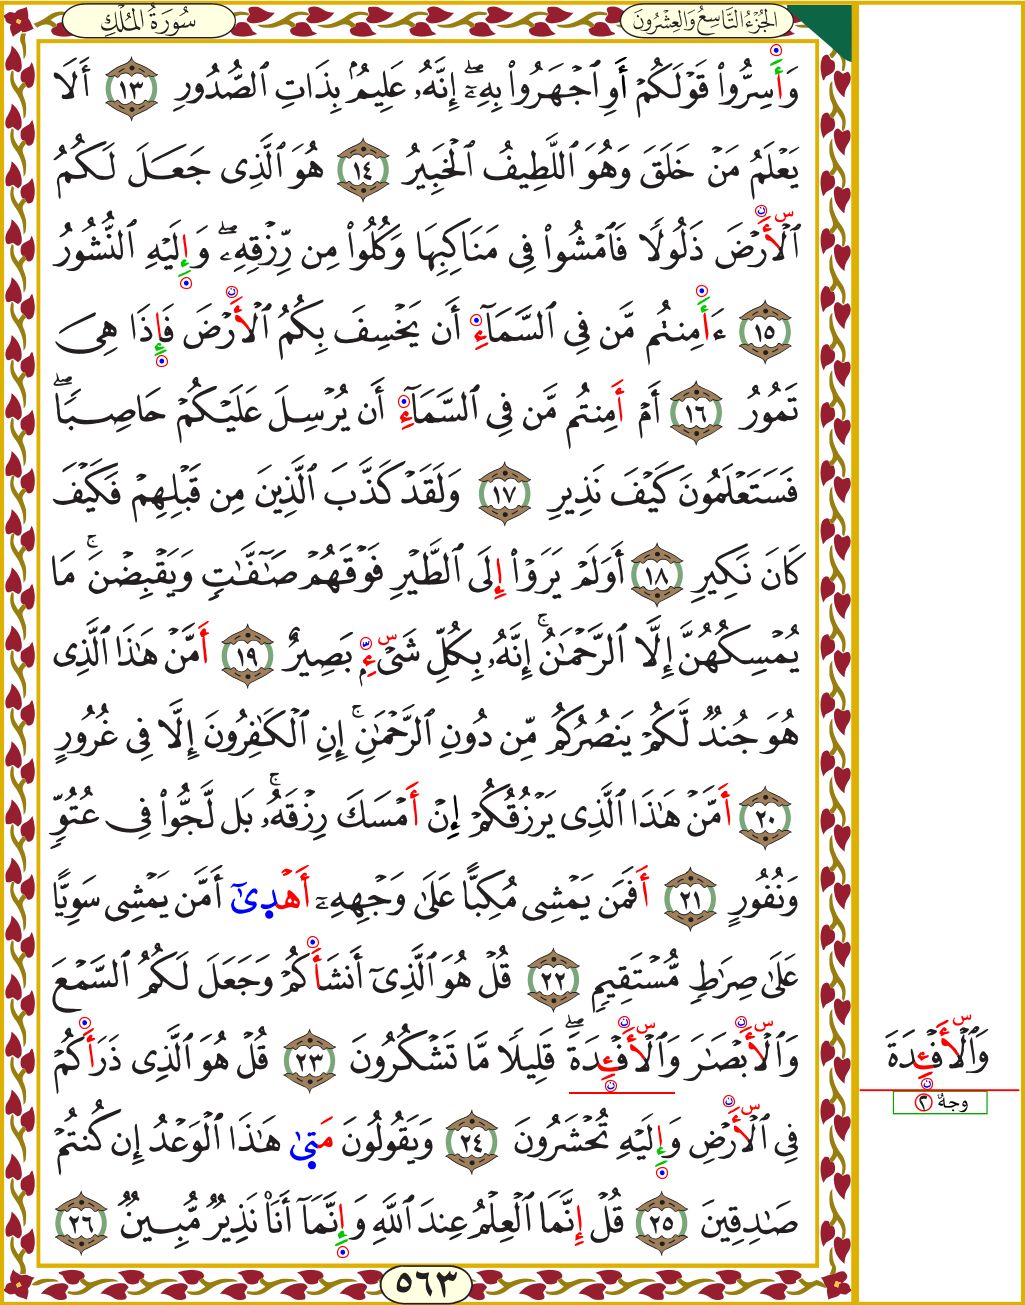 الجُزْءُ التَّاسِعُ وَالعِشْرُونَ
سُورَةُ المُلْكِ
وَأَسِرُّوا۟ قَوْلَكُمْ أَوِ ٱجْهَرُوا۟ بِهِۦٓۖ إِنَّهُۥ عَلِيمُۢ بِذَاتِ ٱلصُّدُورِ ١٣ أَلَا
يَعْلَمُ مَنْ خَلَقَ وَهُوَ ٱللَّطِيفُ ٱلْخَبِيرُ ١٤ هُوَ ٱلَّذِى جَعَلَ لَكُمُ
ٱلْأَرْضَ ذَلُولًا فَٱمْشُوا۟ فِى مَنَاكِبِهَا وَكُلُوا۟ مِن رِّزْقِهِۦۖ وَإِلَيْهِ ٱلنُّشُورُ
١٥ ءَأَمِنتُم مَّن فِى ٱلسَّمَآءِ أَن يَخْسِفَ بِكُمُ ٱلْأَرْضَ فَإِذَا هِىَ
تَمُورُ ١٦ أَمْ أَمِنتُم مَّن فِى ٱلسَّمَآءِ أَن يُرْسِلَ عَلَيْكُمْ حَاصِبًاۖ
فَسَتَعْلَمُونَ كَيْفَ نَذِيرِ ١٧ وَلَقَدْ كَذَّبَ ٱلَّذِينَ مِن قَبْلِهِمْ فَكَيْفَ
كَانَ نَكِيرِ ١٨ أَوَلَمْ يَرَوْا۟ إِلَى ٱلطَّيْرِ فَوْقَهُمْ صَـٰٓفَّـٰتٍ وَيَقْبِضْنَۚ مَا
يُمْسِكُهُنَّ إِلَّا ٱلرَّحْمَـٰنُۚ إِنَّهُۥ بِكُلِّ شَىْءٍۭ بَصِيرٌ ١٩ أَمَّنْ هَـٰذَا ٱلَّذِى
هُوَ جُندٌ لَّكُمْ يَنصُرُكُم مِّن دُونِ ٱلرَّحْمَـٰنِۚ إِنِ ٱلْكَـٰفِرُونَ إِلَّا فِى غُرُورٍ
٢٠ أَمَّنْ هَـٰذَا ٱلَّذِى يَرْزُقُكُمْ إِنْ أَمْسَكَ رِزْقَهُۥۚ بَل لَّجُّوا۟ فِى عُتُوٍّ
وَنُفُورٍ ٢١ أَفَمَن يَمْشِى مُكِبًّا عَلَىٰ وَجْهِهِۦٓ أَهْدَىٰٓ أَمَّن يَمْشِى سَوِيًّا
عَلَىٰ صِرَٰطٍ مُّسْتَقِيمٍ ٢٢ قُلْ هُوَ ٱلَّذِىٓ أَنشَأَكُمْ وَجَعَلَ لَكُمُ ٱلسَّمْعَ
وَٱلْأَبْصَـٰرَ وَٱلْأَفْـِٔدَةَۖ قَلِيلًا مَّا تَشْكُرُونَ ٢٣ قُلْ هُوَ ٱلَّذِى ذَرَأَكُمْ
وَٱلْأَفْـِٔدَةَ
وجهٌ ٢
فِى ٱلْأَرْضِ وَإِلَيْهِ تُحْشَرُونَ ٢٤ وَيَقُولُونَ مَتَىٰ هَـٰذَا ٱلْوَعْدُ إِن كُنتُمْ
صَـٰدِقِينَ ٢٥ قُلْ إِنَّمَا ٱلْعِلْمُ عِندَ ٱللَّهِ وَإِنَّمَآ أَنَا۠ نَذِيرٌ مُّبِينٌ ٢٦
٥٦٣